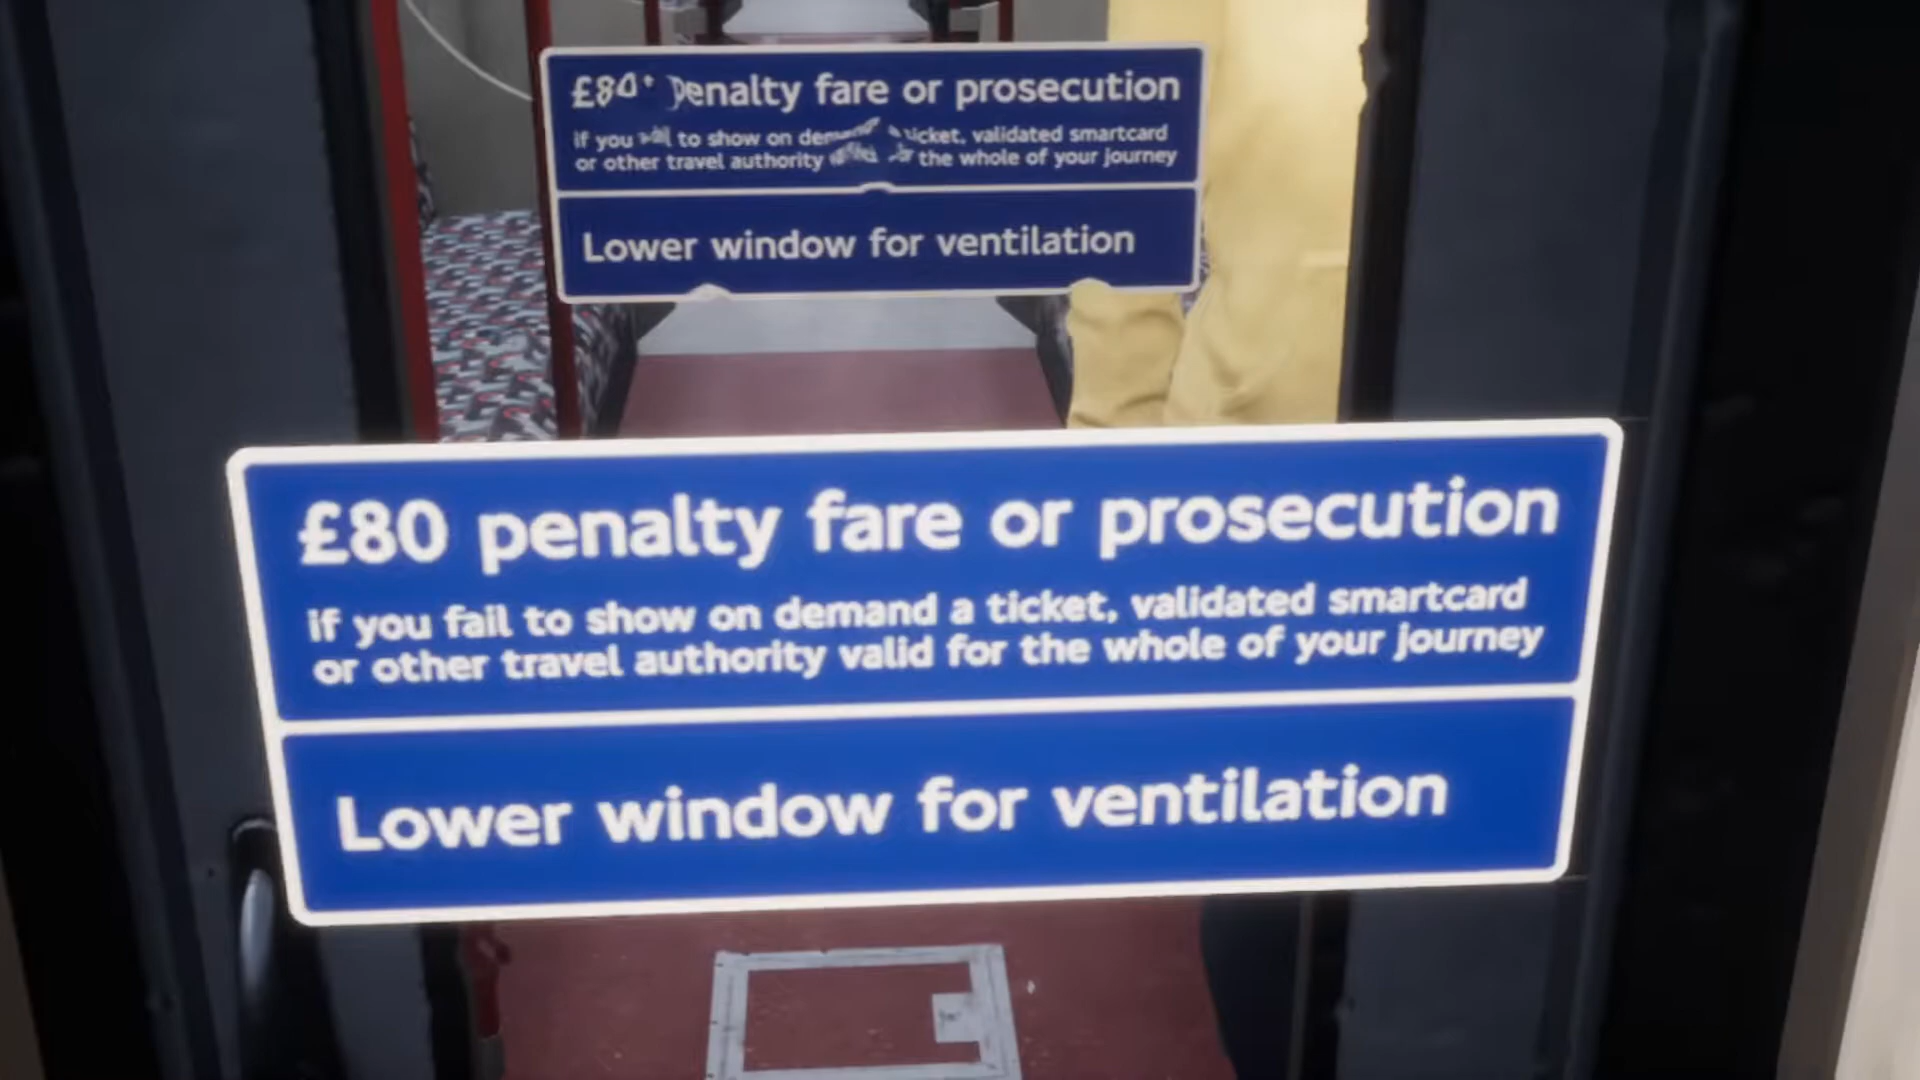 £80 penalty fare or prosecution
if you to show on demand a ticket, validated smartcard
or other travel authority the whole of your journey
Lower window for ventilation
£80 penalty fare or prosecution
if you fail to show on demand a ticket, validated smartcard
or other travel authority valid for the whole of your journey
Lower window for ventilation